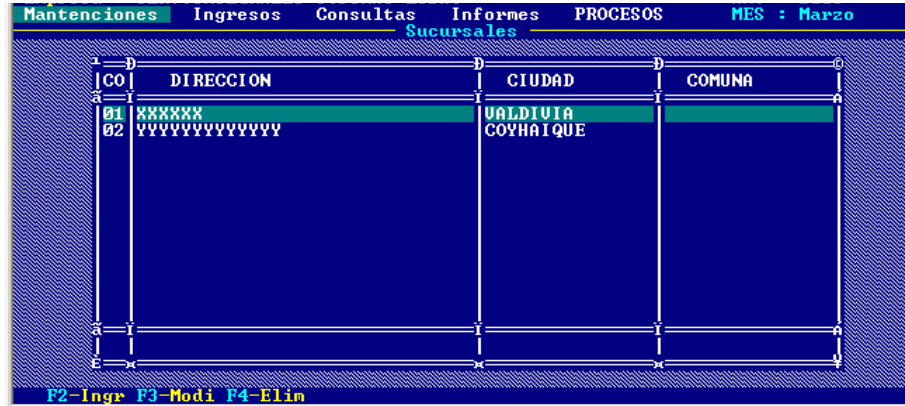 Mantenciones Ingresos Consultas Informes PROCESOS MES : Marzo
Sucursales
CO DIRECCION CIUDAD COMUNA
01 XXXXXX VALDIVIA
02 YYYYYYYYYYYYY COYHAIQUE
F2-Ingr F3-Modi F4-Elim